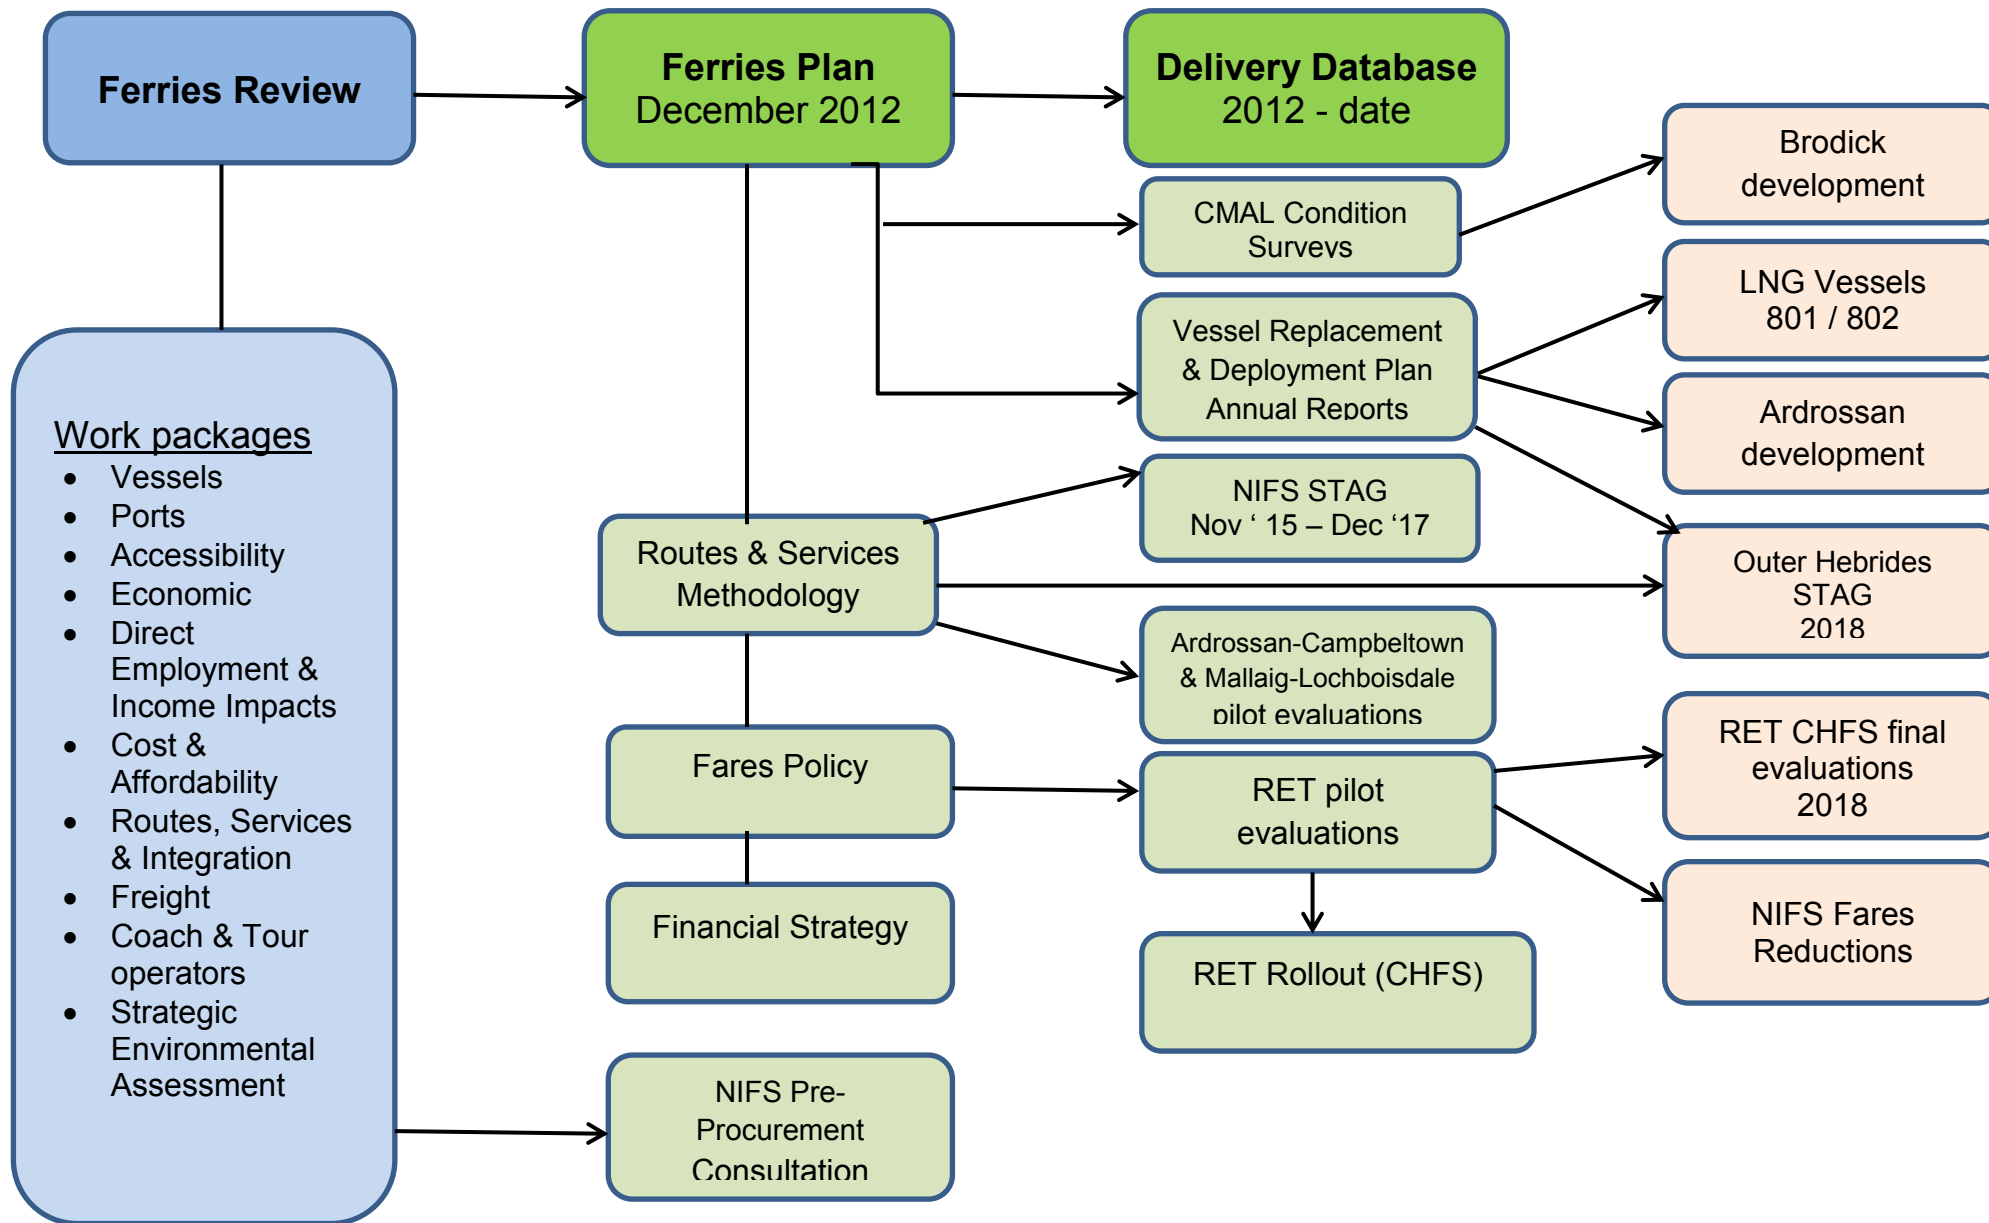 Ferries Review
Ferries Plan
December 2012
Delivery Database
2012 - date
Work packages
• Vessels
• Ports
• Accessibility
• Economic
• Direct
Employment &
Income Impacts
• Cost &
Affordability
• Routes, Services
& Integration
• Freight
• Coach & Tour
operators
• Strategic
Environmental
Assessment
Routes & Services
Methodology
Fares Policy
Financial Strategy
NIFS Pre-
Procurement
Consultation
CMAL Condition
Surveys
Vessel Replacement
& Deployment Plan
Annual Reports
NIFS STAG
Nov ‘ 15 – Dec ‘17
Ardrossan-Campbeltown
& Mallaig-Lochboisdale
pilot evaluations
RET pilot
evaluations
RET Rollout (CHFS)
Brodick
development
LNG Vessels
801 / 802
Ardrossan
development
Outer Hebrides
STAG
2018
RET CHFS final
evaluations
2018
NIFS Fares
Reductions